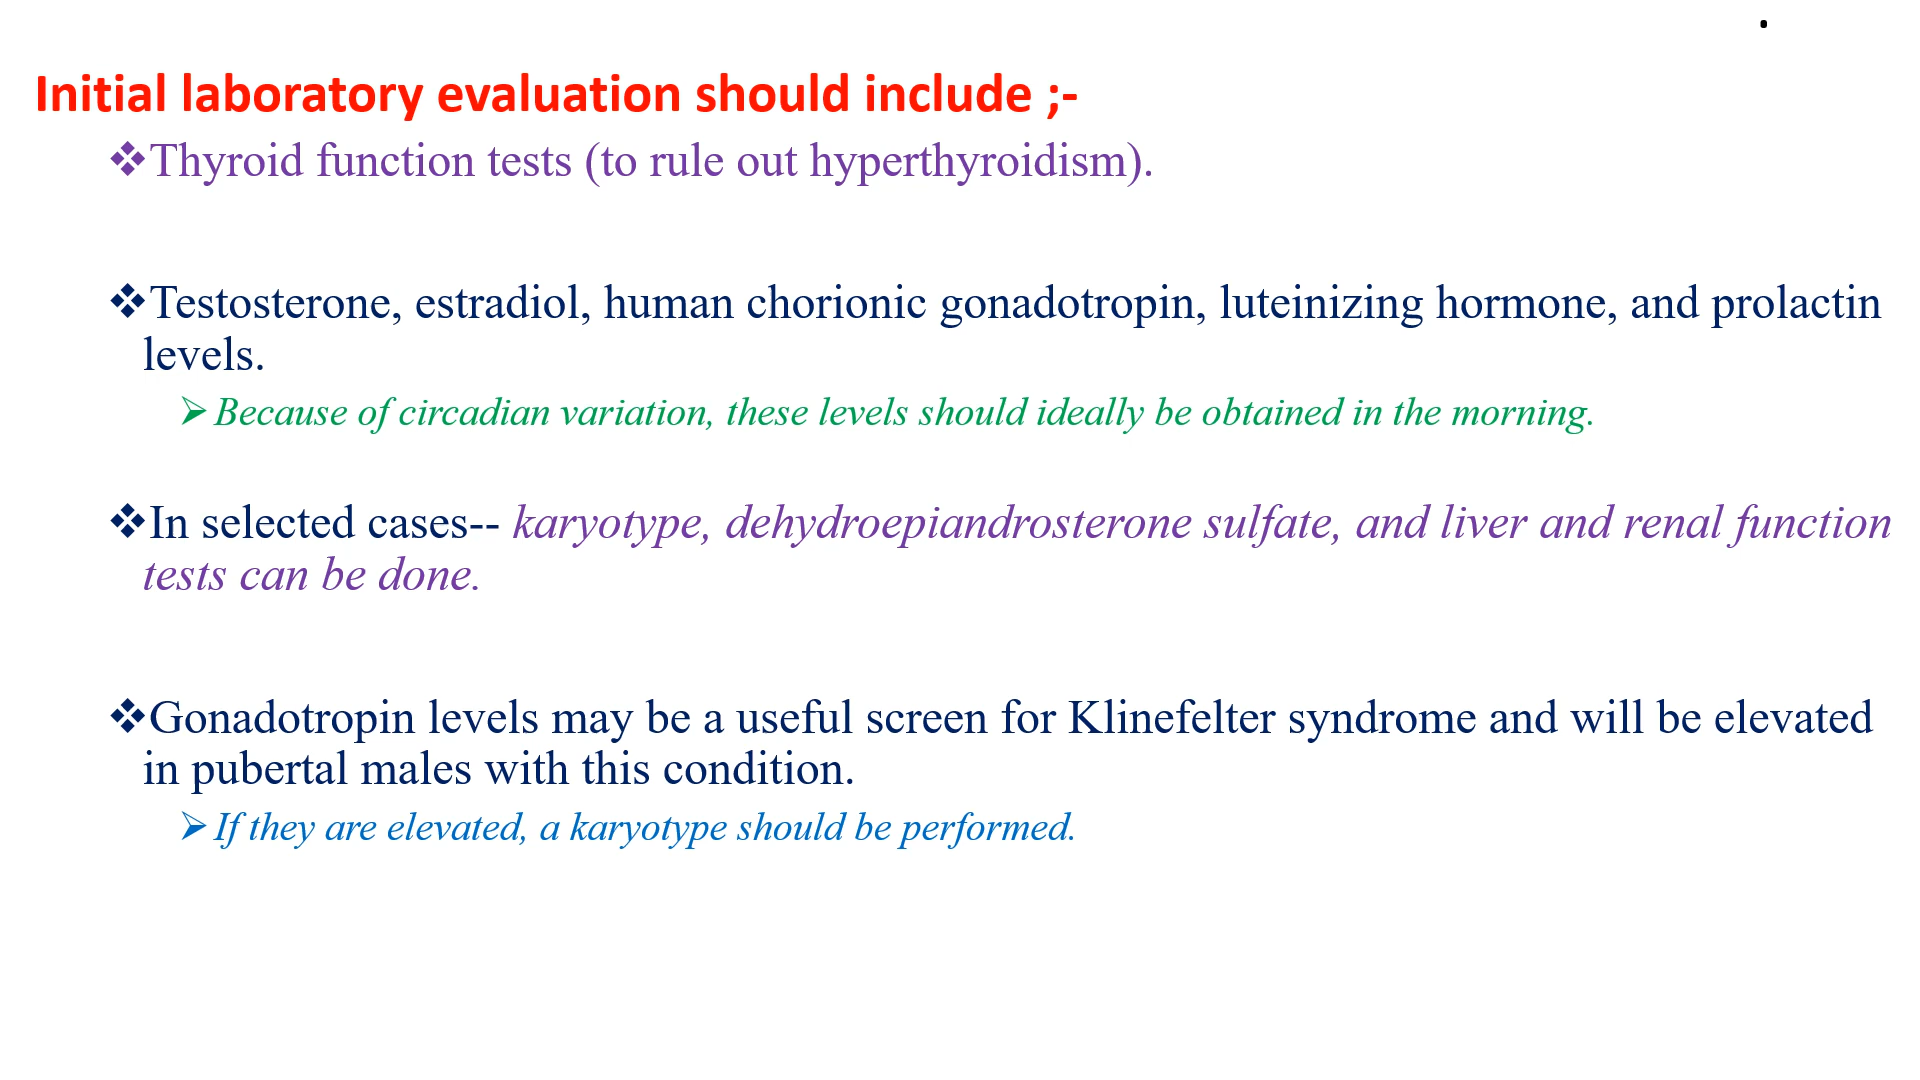 .
Initial laboratory evaluation should include ;-
❖Thyroid function tests (to rule out hyperthyroidism).
❖Testosterone, estradiol, human chorionic gonadotropin, luteinizing hormone, and prolactin
levels.
➢Because of circadian variation, these levels should ideally be obtained in the morning.
❖In selected cases-- karyotype, dehydroepiandrosterone sulfate, and liver and renal function
tests can be done.
❖Gonadotropin levels may be a useful screen for Klinefelter syndrome and will be elevated
in pubertal males with this condition.
➢If they are elevated, a karyotype should be performed.